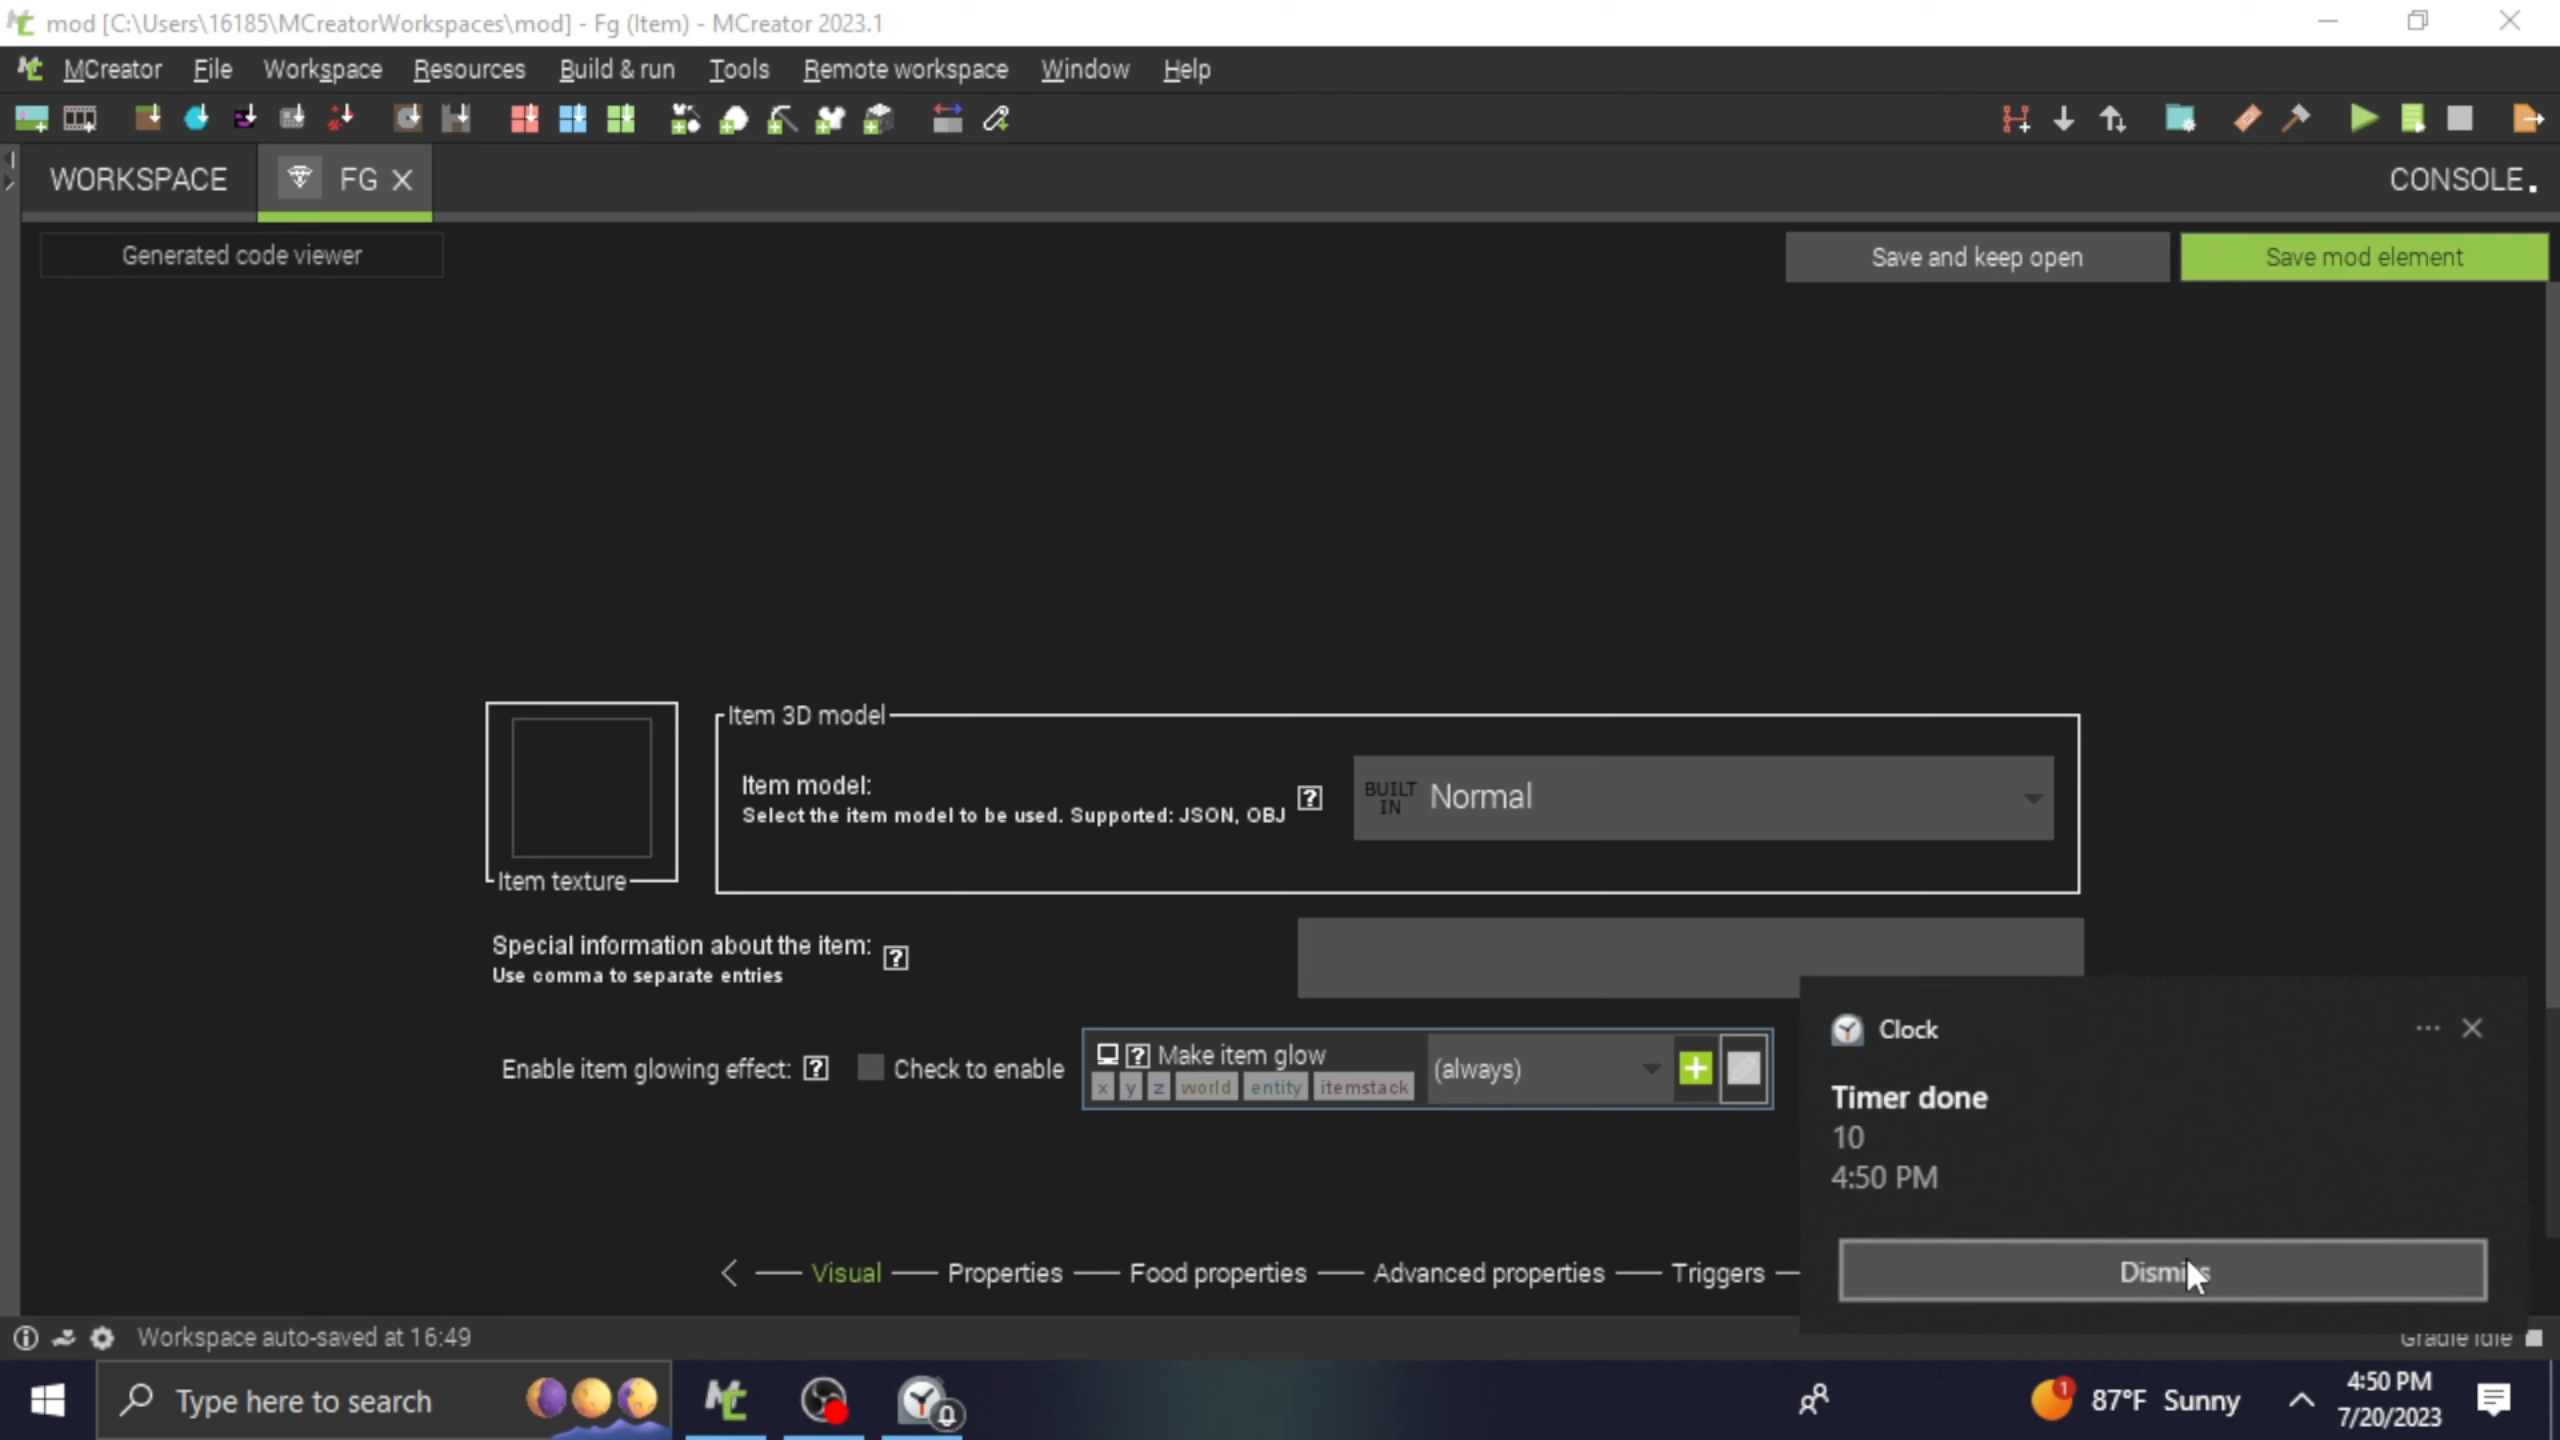 mod [C:\Users\16185\MCreatorWorkspaces\mod] - Fg (Item) - MCreator 2023.1
MCreator File Workspace Resources Build & run Tools Remote workspace Window Help
WORKSPACE FG CONSOLE
Generated code viewer Save and keep open Save mod element
Item 3D model
Item model:
Select the item model to be used. Supported: JSON, OBJ ?
BUILT IN Normal
Item texture
Special information about the item: ?
Use comma to separate entries
Enable item glowing effect: ? Check to enable
? Make item glow (always)
x y z world entity itemstack
Clock
Timer done
10
4:50 PM
Dismiss
Visual Properties Food properties Advanced properties Triggers
Workspace auto-saved at 16:49 Gradle idle
Type here to search
1 87°F Sunny
4:50 PM
7/20/2023